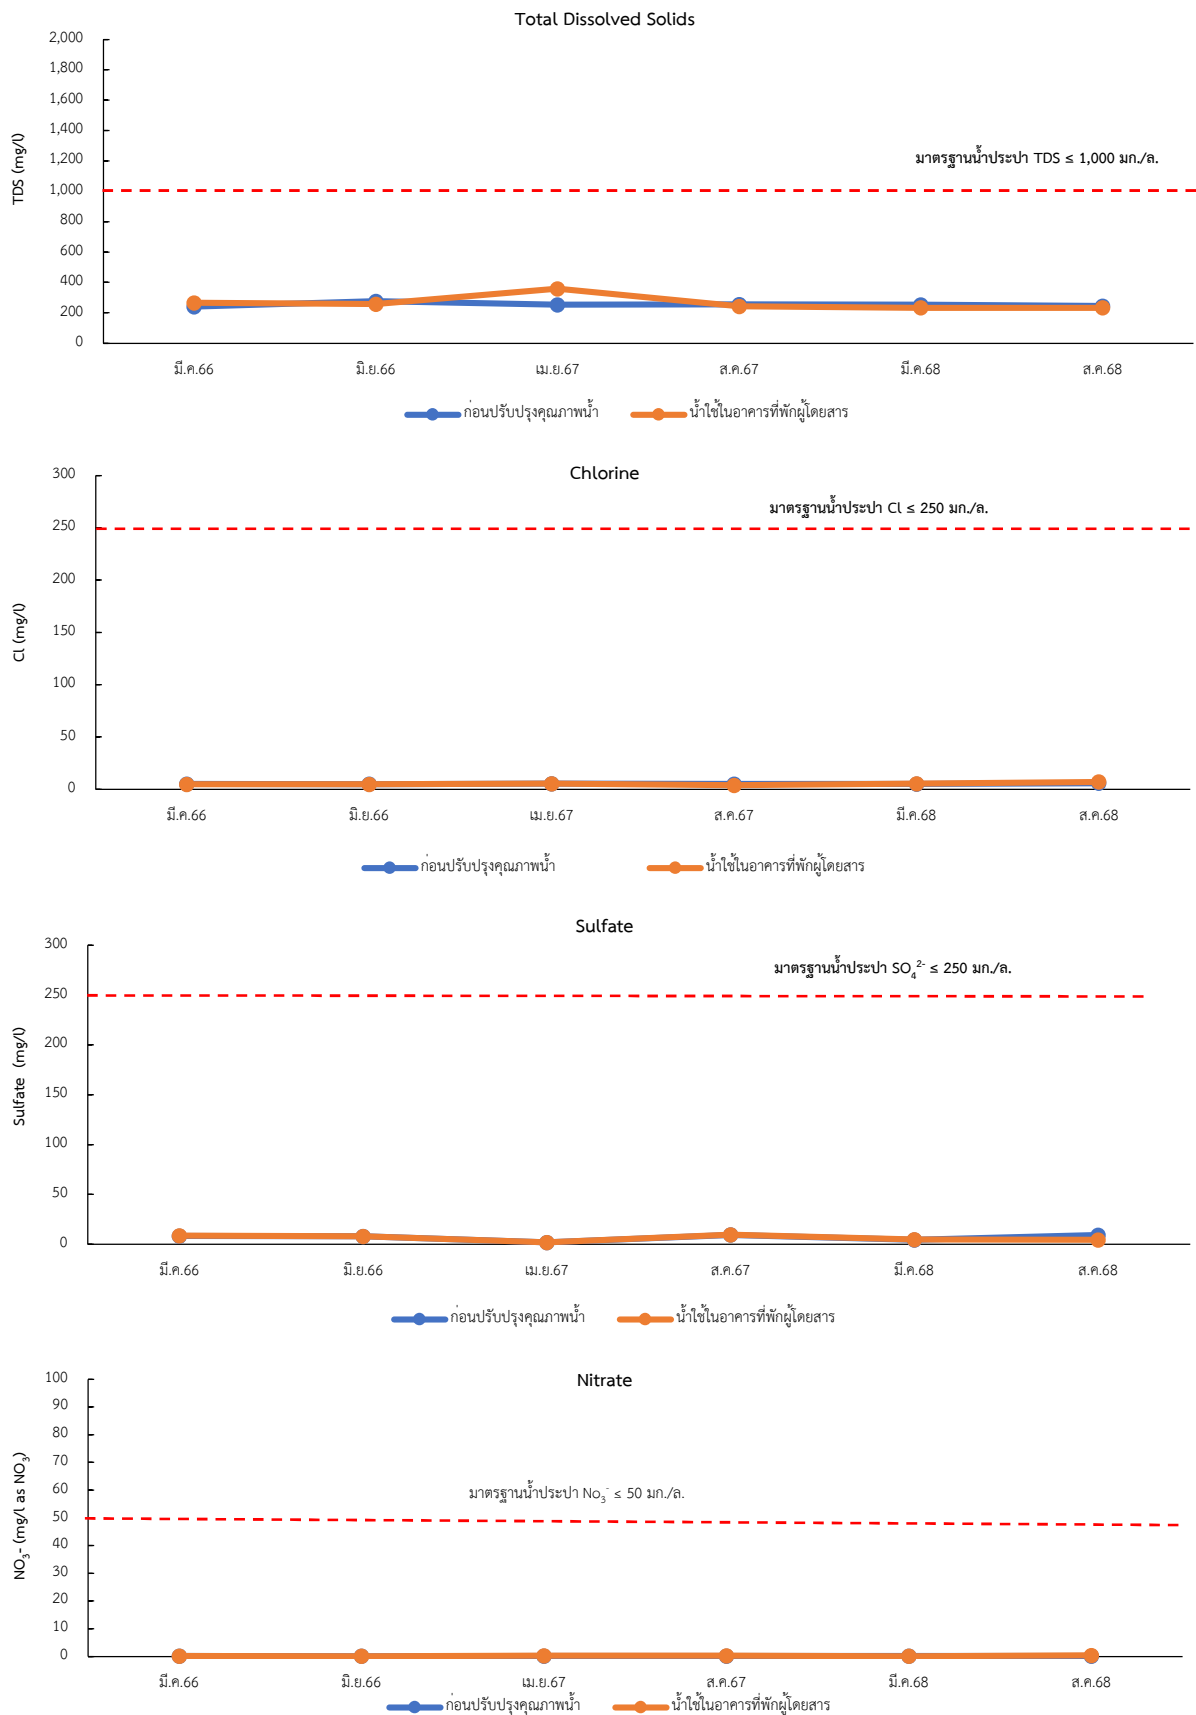 Total Dissolved Solids
2,000
1,800
1,600
1,400
1,200
1,000
800
600
400
200
0
TDS (mg/l)
มาตรฐานน้ำประปา TDS ≤ 1,000 มก./ล.
มี.ค.66 มิ.ย.66 เม.ย.67 ส.ค.67 มี.ค.68 ส.ค.68
ก่อนปรับปรุงคุณภาพน้ำ น้ำใช้ในอาคารที่พักผู้โดยสาร
Chlorine
300
250
200
150
100
50
0
Cl (mg/l)
มาตรฐานน้ำประปา Cl ≤ 250 มก./ล.
มี.ค.66 มิ.ย.66 เม.ย.67 ส.ค.67 มี.ค.68 ส.ค.68
ก่อนปรับปรุงคุณภาพน้ำ น้ำใช้ในอาคารที่พักผู้โดยสาร
Sulfate
300
250
200
150
100
50
0
Sulfate (mg/l)
มาตรฐานน้ำประปา SO₄²⁻ ≤ 250 มก./ล.
มี.ค.66 มิ.ย.66 เม.ย.67 ส.ค.67 มี.ค.68 ส.ค.68
ก่อนปรับปรุงคุณภาพน้ำ น้ำใช้ในอาคารที่พักผู้โดยสาร
Nitrate
100
90
80
70
60
50
40
30
20
10
0
NO₃- (mg/l as NO₃)
มาตรฐานน้ำประปา No₃⁻ ≤ 50 มก./ล.
มี.ค.66 มิ.ย.66 เม.ย.67 ส.ค.67 มี.ค.68 ส.ค.68
ก่อนปรับปรุงคุณภาพน้ำ น้ำใช้ในอาคารที่พักผู้โดยสาร